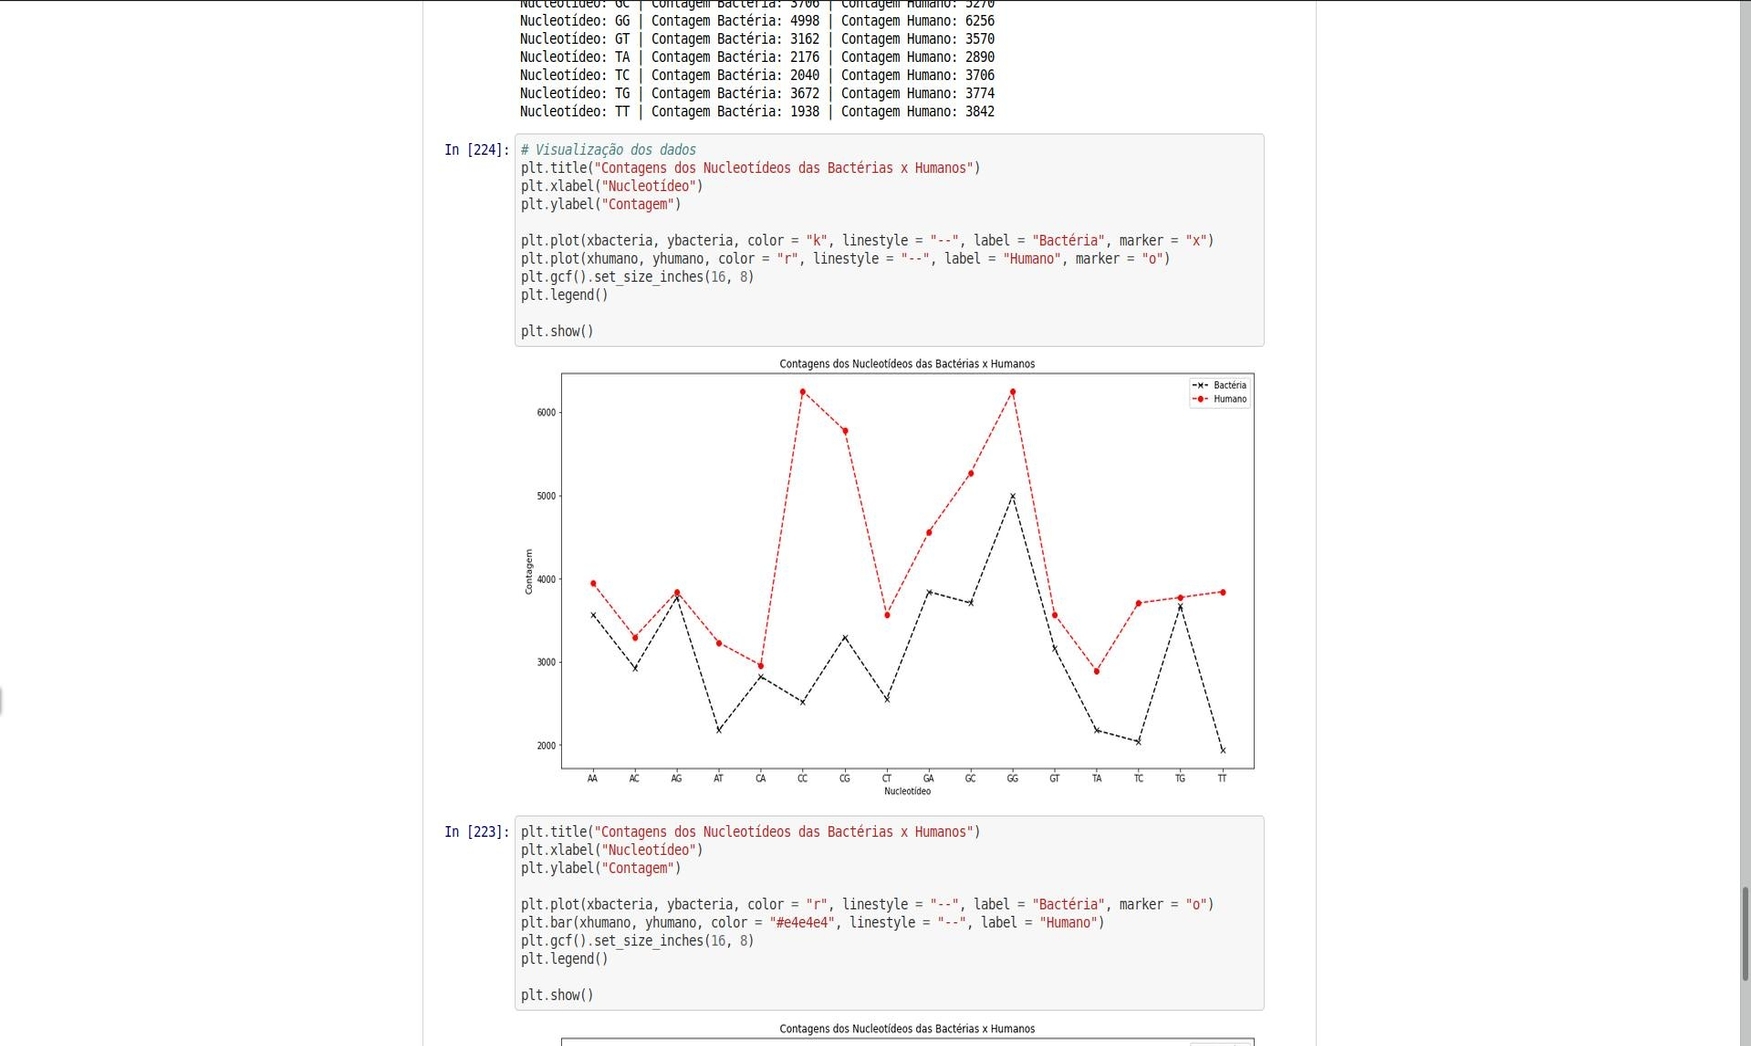 Nucleotídeo: GC | Contagem Bactéria: 3706 | Contagem Humano: 5270
Nucleotídeo: GG | Contagem Bactéria: 4998 | Contagem Humano: 6256
Nucleotídeo: GT | Contagem Bactéria: 3162 | Contagem Humano: 3570
Nucleotídeo: TA | Contagem Bactéria: 2176 | Contagem Humano: 2890
Nucleotídeo: TC | Contagem Bactéria: 2040 | Contagem Humano: 3706
Nucleotídeo: TG | Contagem Bactéria: 3672 | Contagem Humano: 3774
Nucleotídeo: TT | Contagem Bactéria: 1938 | Contagem Humano: 3842
In [224]: # Visualização dos dados
plt.title("Contagens dos Nucleotídeos das Bactérias x Humanos")
plt.xlabel("Nucleotídeo")
plt.ylabel("Contagem")
plt.plot(xbacteria, ybacteria, color = "k", linestyle = "--", label = "Bactéria", marker = "x")
plt.plot(xhumano, yhumano, color = "r", linestyle = "--", label = "Humano", marker = "o")
plt.gcf().set_size_inches(16, 8)
plt.legend()
plt.show()
Contagens dos Nucleotídeos das Bactérias x Humanos
Bactéria
Humano
6000
5000
4000
3000
2000
Contagem
AA AC AG AT CA CC CG CT GA GC GG GT TA TC TG TT
Nucleotídeo
In [223]: plt.title("Contagens dos Nucleotídeos das Bactérias x Humanos")
plt.xlabel("Nucleotídeo")
plt.ylabel("Contagem")
plt.plot(xbacteria, ybacteria, color = "r", linestyle = "--", label = "Bactéria", marker = "o")
plt.bar(xhumano, yhumano, color = "#e4e4e4", linestyle = "--", label = "Humano")
plt.gcf().set_size_inches(16, 8)
plt.legend()
plt.show()
Contagens dos Nucleotídeos das Bactérias x Humanos